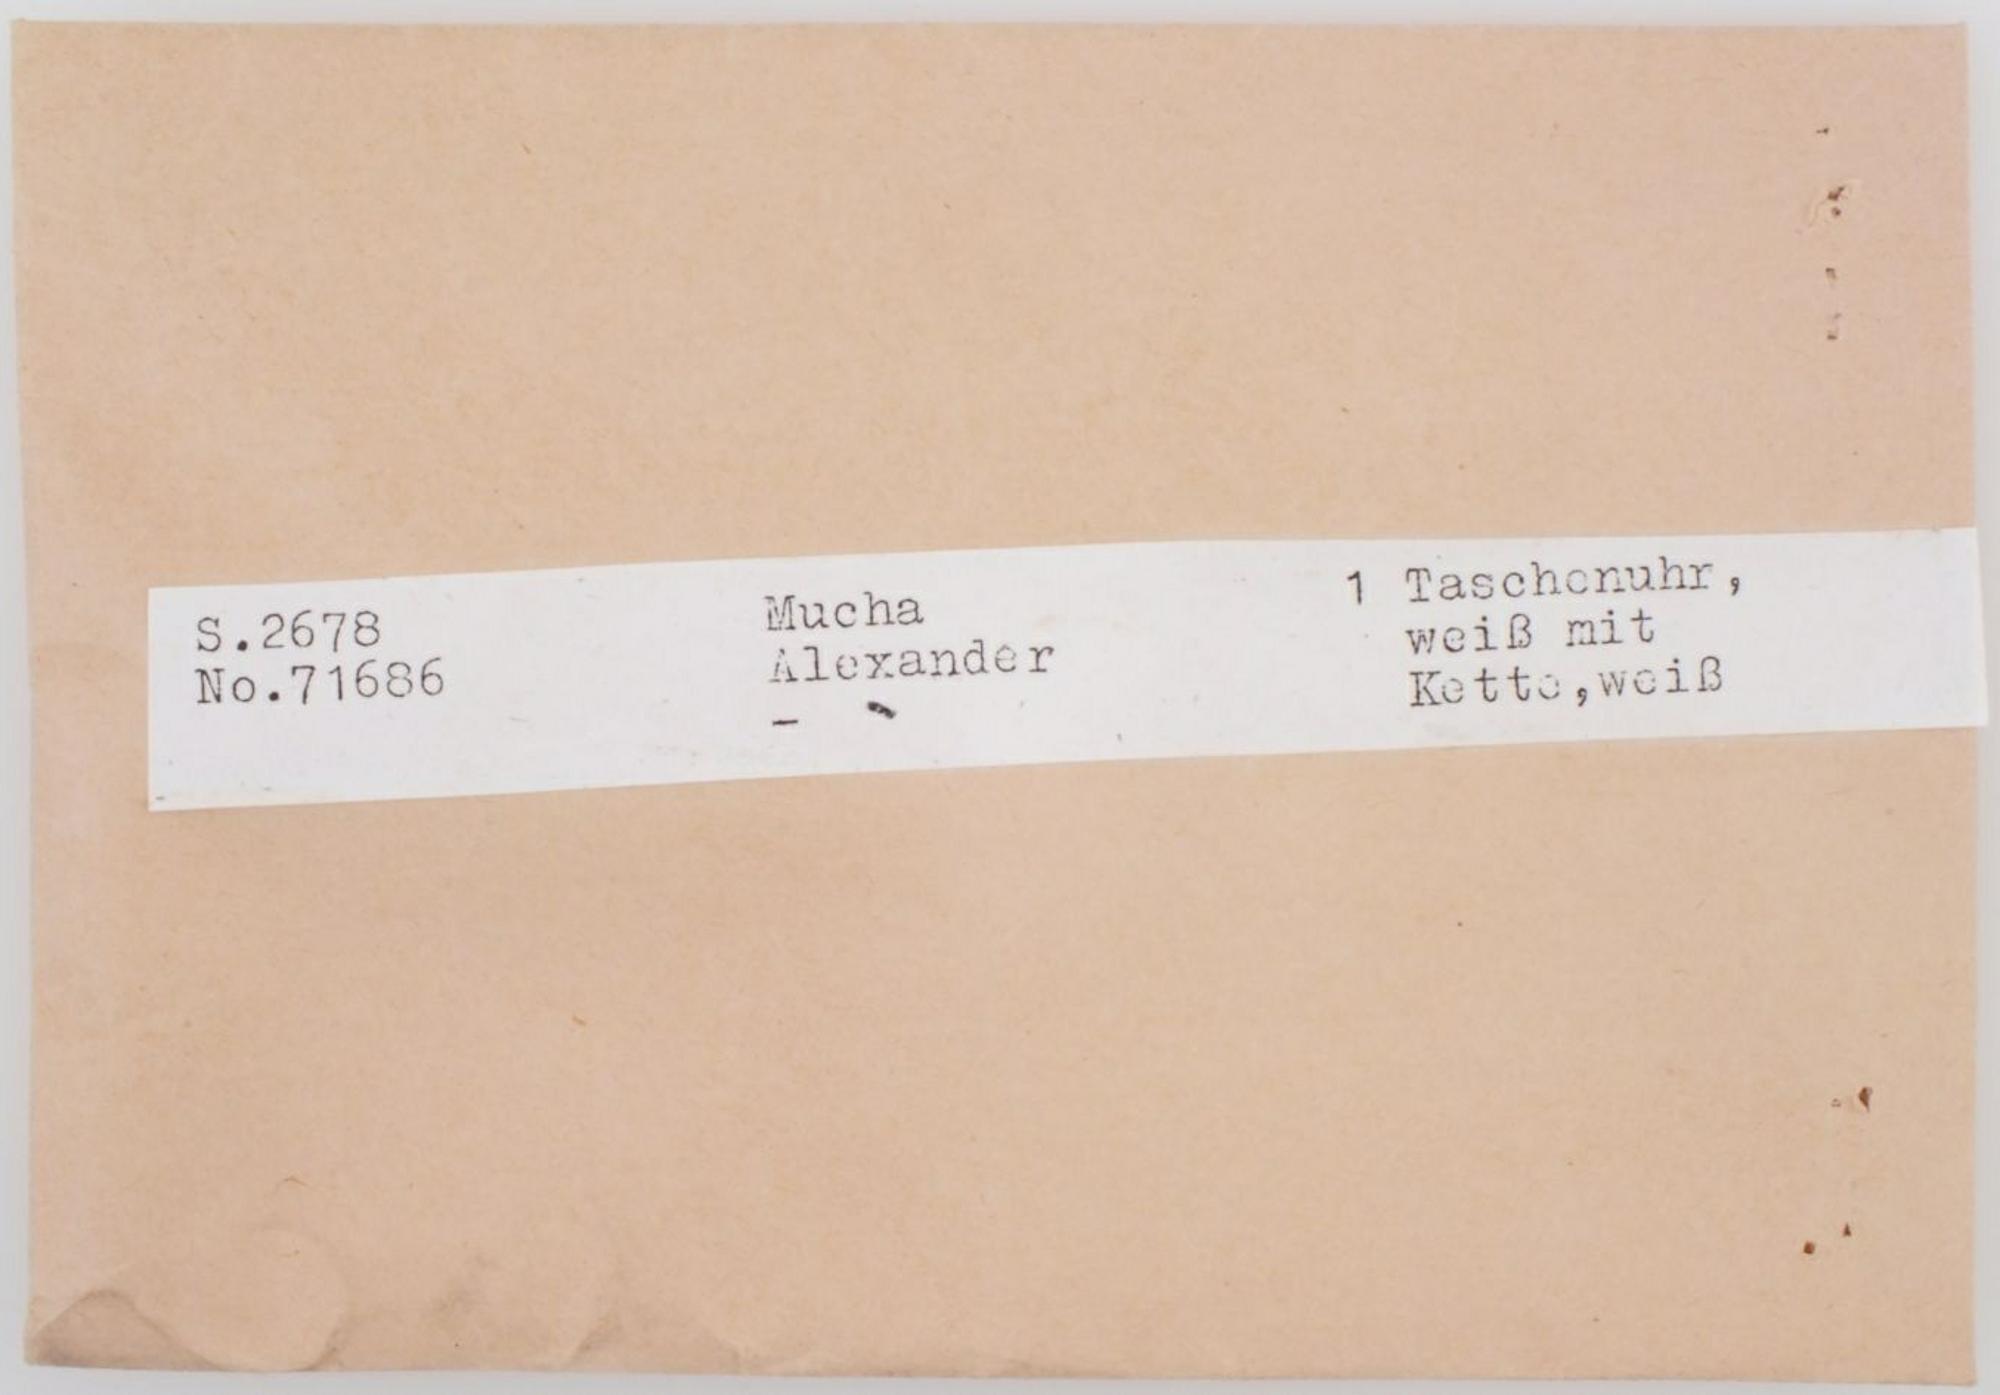 S.2678
No.71686
Mucha
Alexander
-
1 Taschenuhr,
weiß mit
Kette,weiß